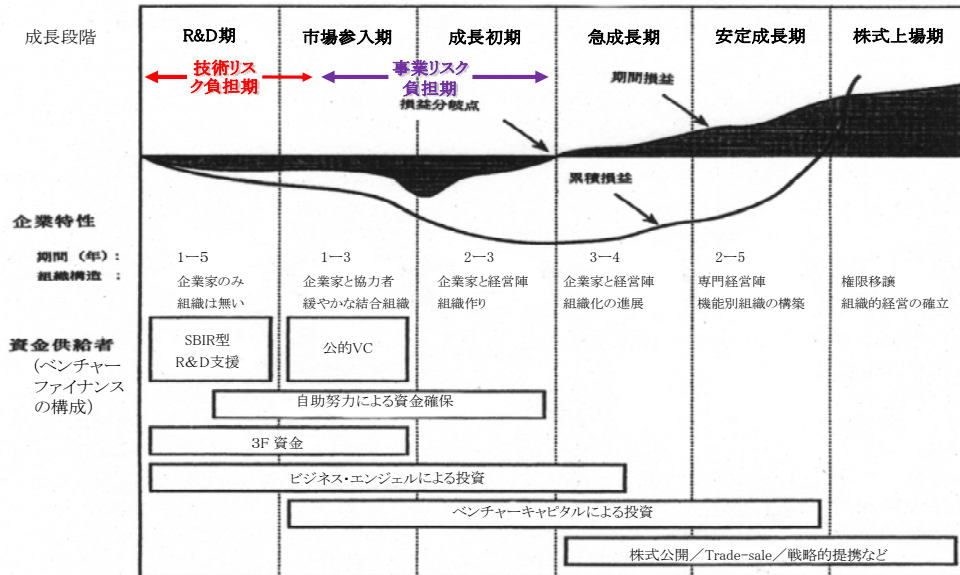 成長段階
R&D期
市場参入期
成長初期
急成長期
安定成長期
株式上場期
技術リス
ク負担期
事業リスク
負担期
損益分岐点
期間損益
累積損益
企業特性
期間（年）:
1ー5
1ー3
2ー3
3ー4
2ー5
組織構造 :
企業家のみ
組織は無い
企業家と協力者
緩やかな結合組織
企業家と経営陣
組織作り
企業家と経営陣
組織化の進展
専門経営陣
機能別組織の構築
権限移譲
組織的経営の確立
資金供給者
(ベンチャー
ファイナンス
の構成)
SBIR型
R&D支援
公的VC
自助努力による資金確保
3F 資金
ビジネス・エンジェルによる投資
ベンチャーキャピタルによる投資
株式公開／Trade-sale／戦略的提携など